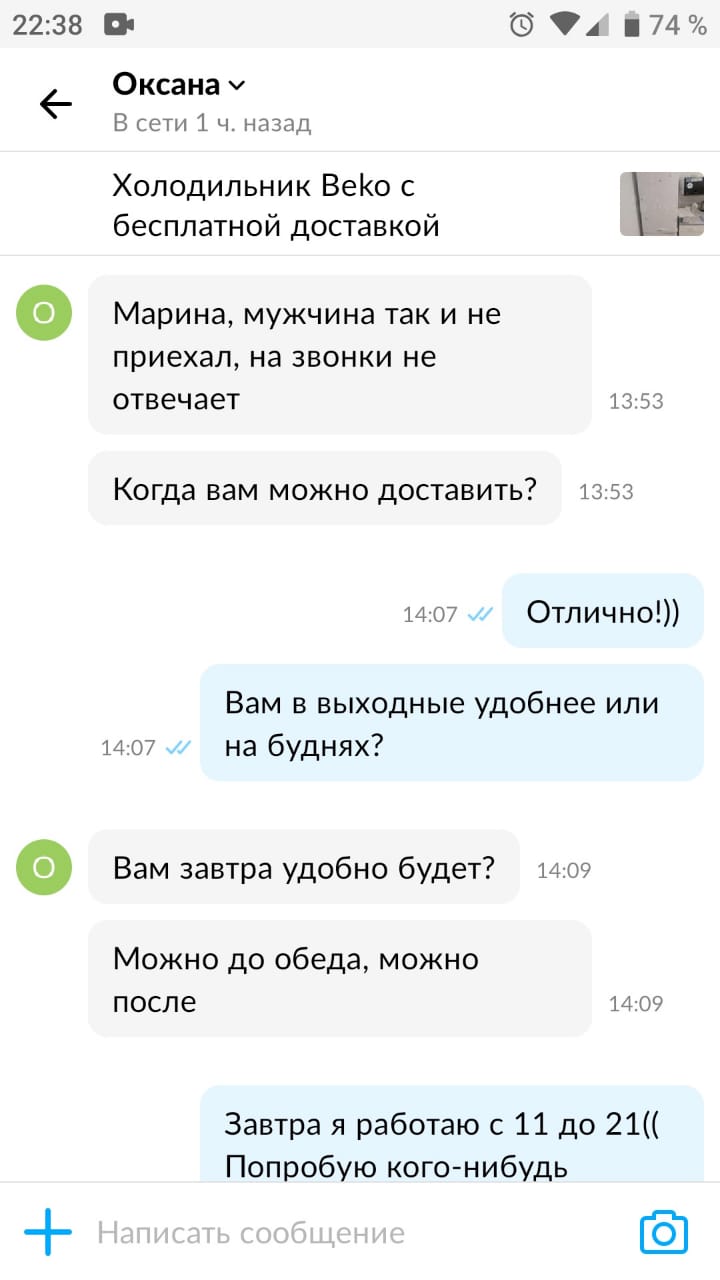 22:38
74 %
Оксана
В сети 1 ч. назад
Холодильник Beko с
бесплатной доставкой
О
Марина, мужчина так и не
приехал, на звонки не
отвечает
13:53
Когда вам можно доставить?
13:53
14:07
Отлично!))
Вам в выходные удобнее или
на буднях?
14:07
О
Вам завтра удобно будет?
14:09
Можно до обеда, можно
после
14:09
Завтра я работаю с 11 до 21((
Попробую кого-нибудь
Написать сообщение